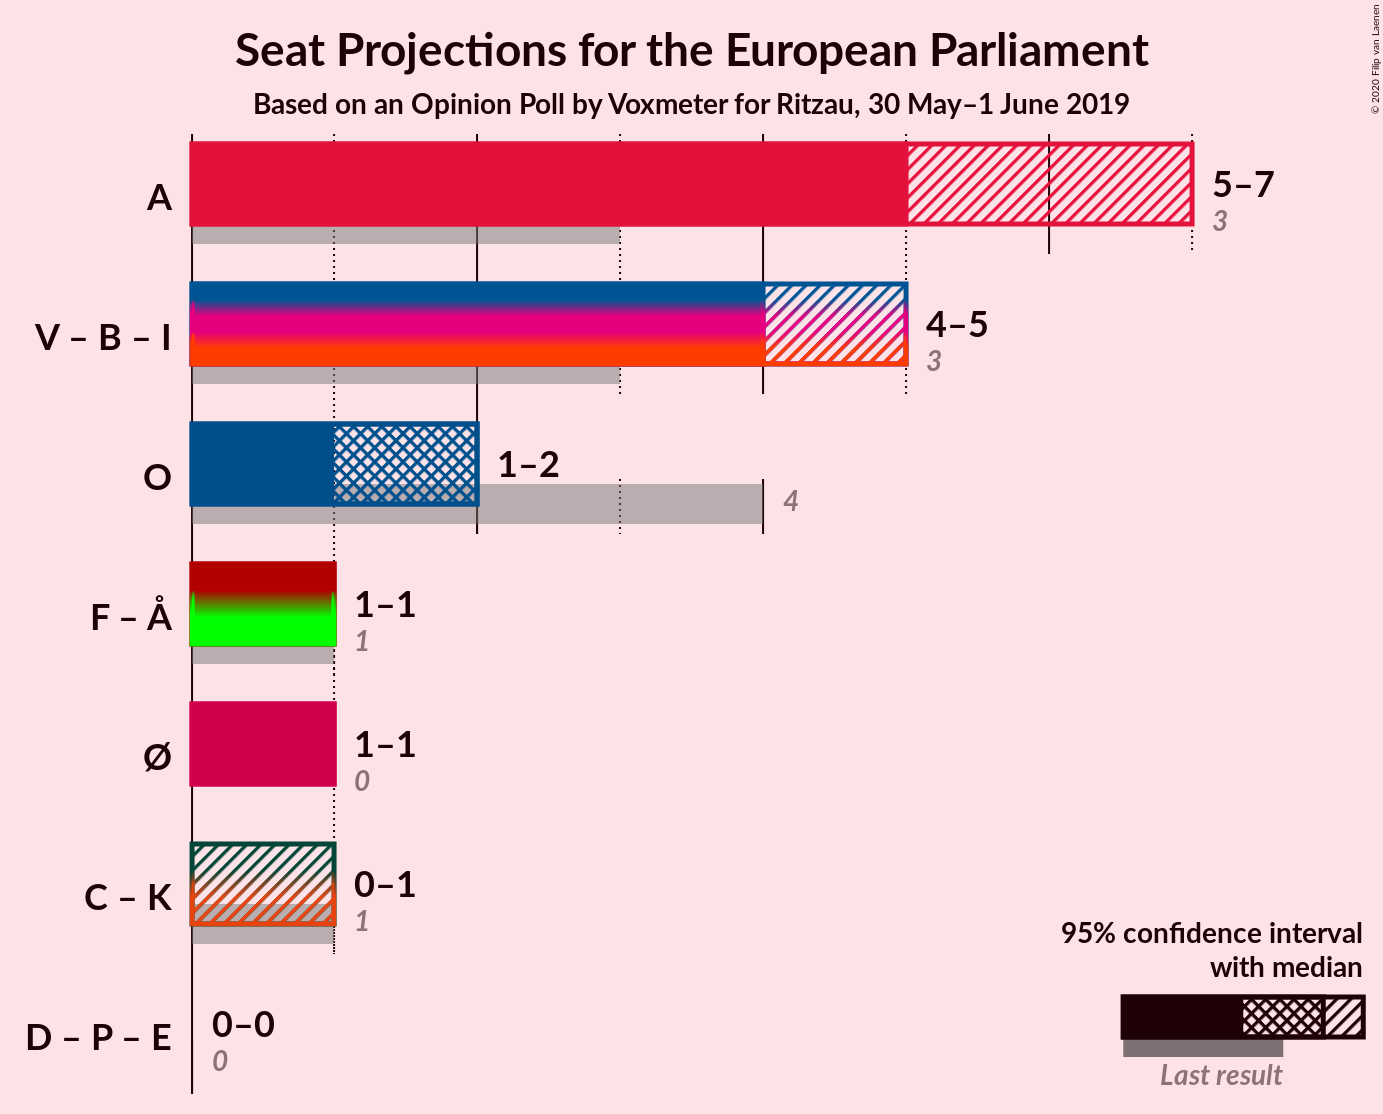 Seat Projections for the European Parliament
Based on an Opinion Poll by Voxmeter for Ritzau, 30 May–1 June 2019
© 2020 Filip van Laenen
A
5–7
3
V – B – I
4–5
3
O
1–2
4
F – Å
1–1
1
Ø
1–1
0
C – K
0–1
1
D – P – E
0–0
0
95% confidence interval
with median
Last result